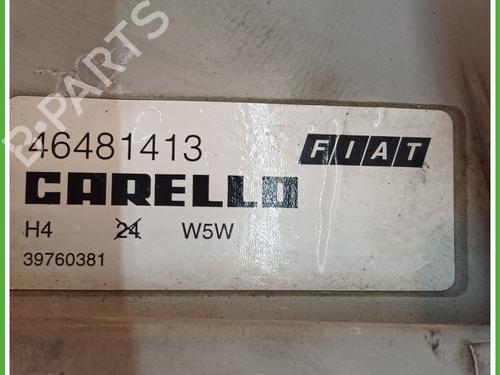 B-PARTS
46481413 FIAT
CARELLO
H4 24 W5W
39760381